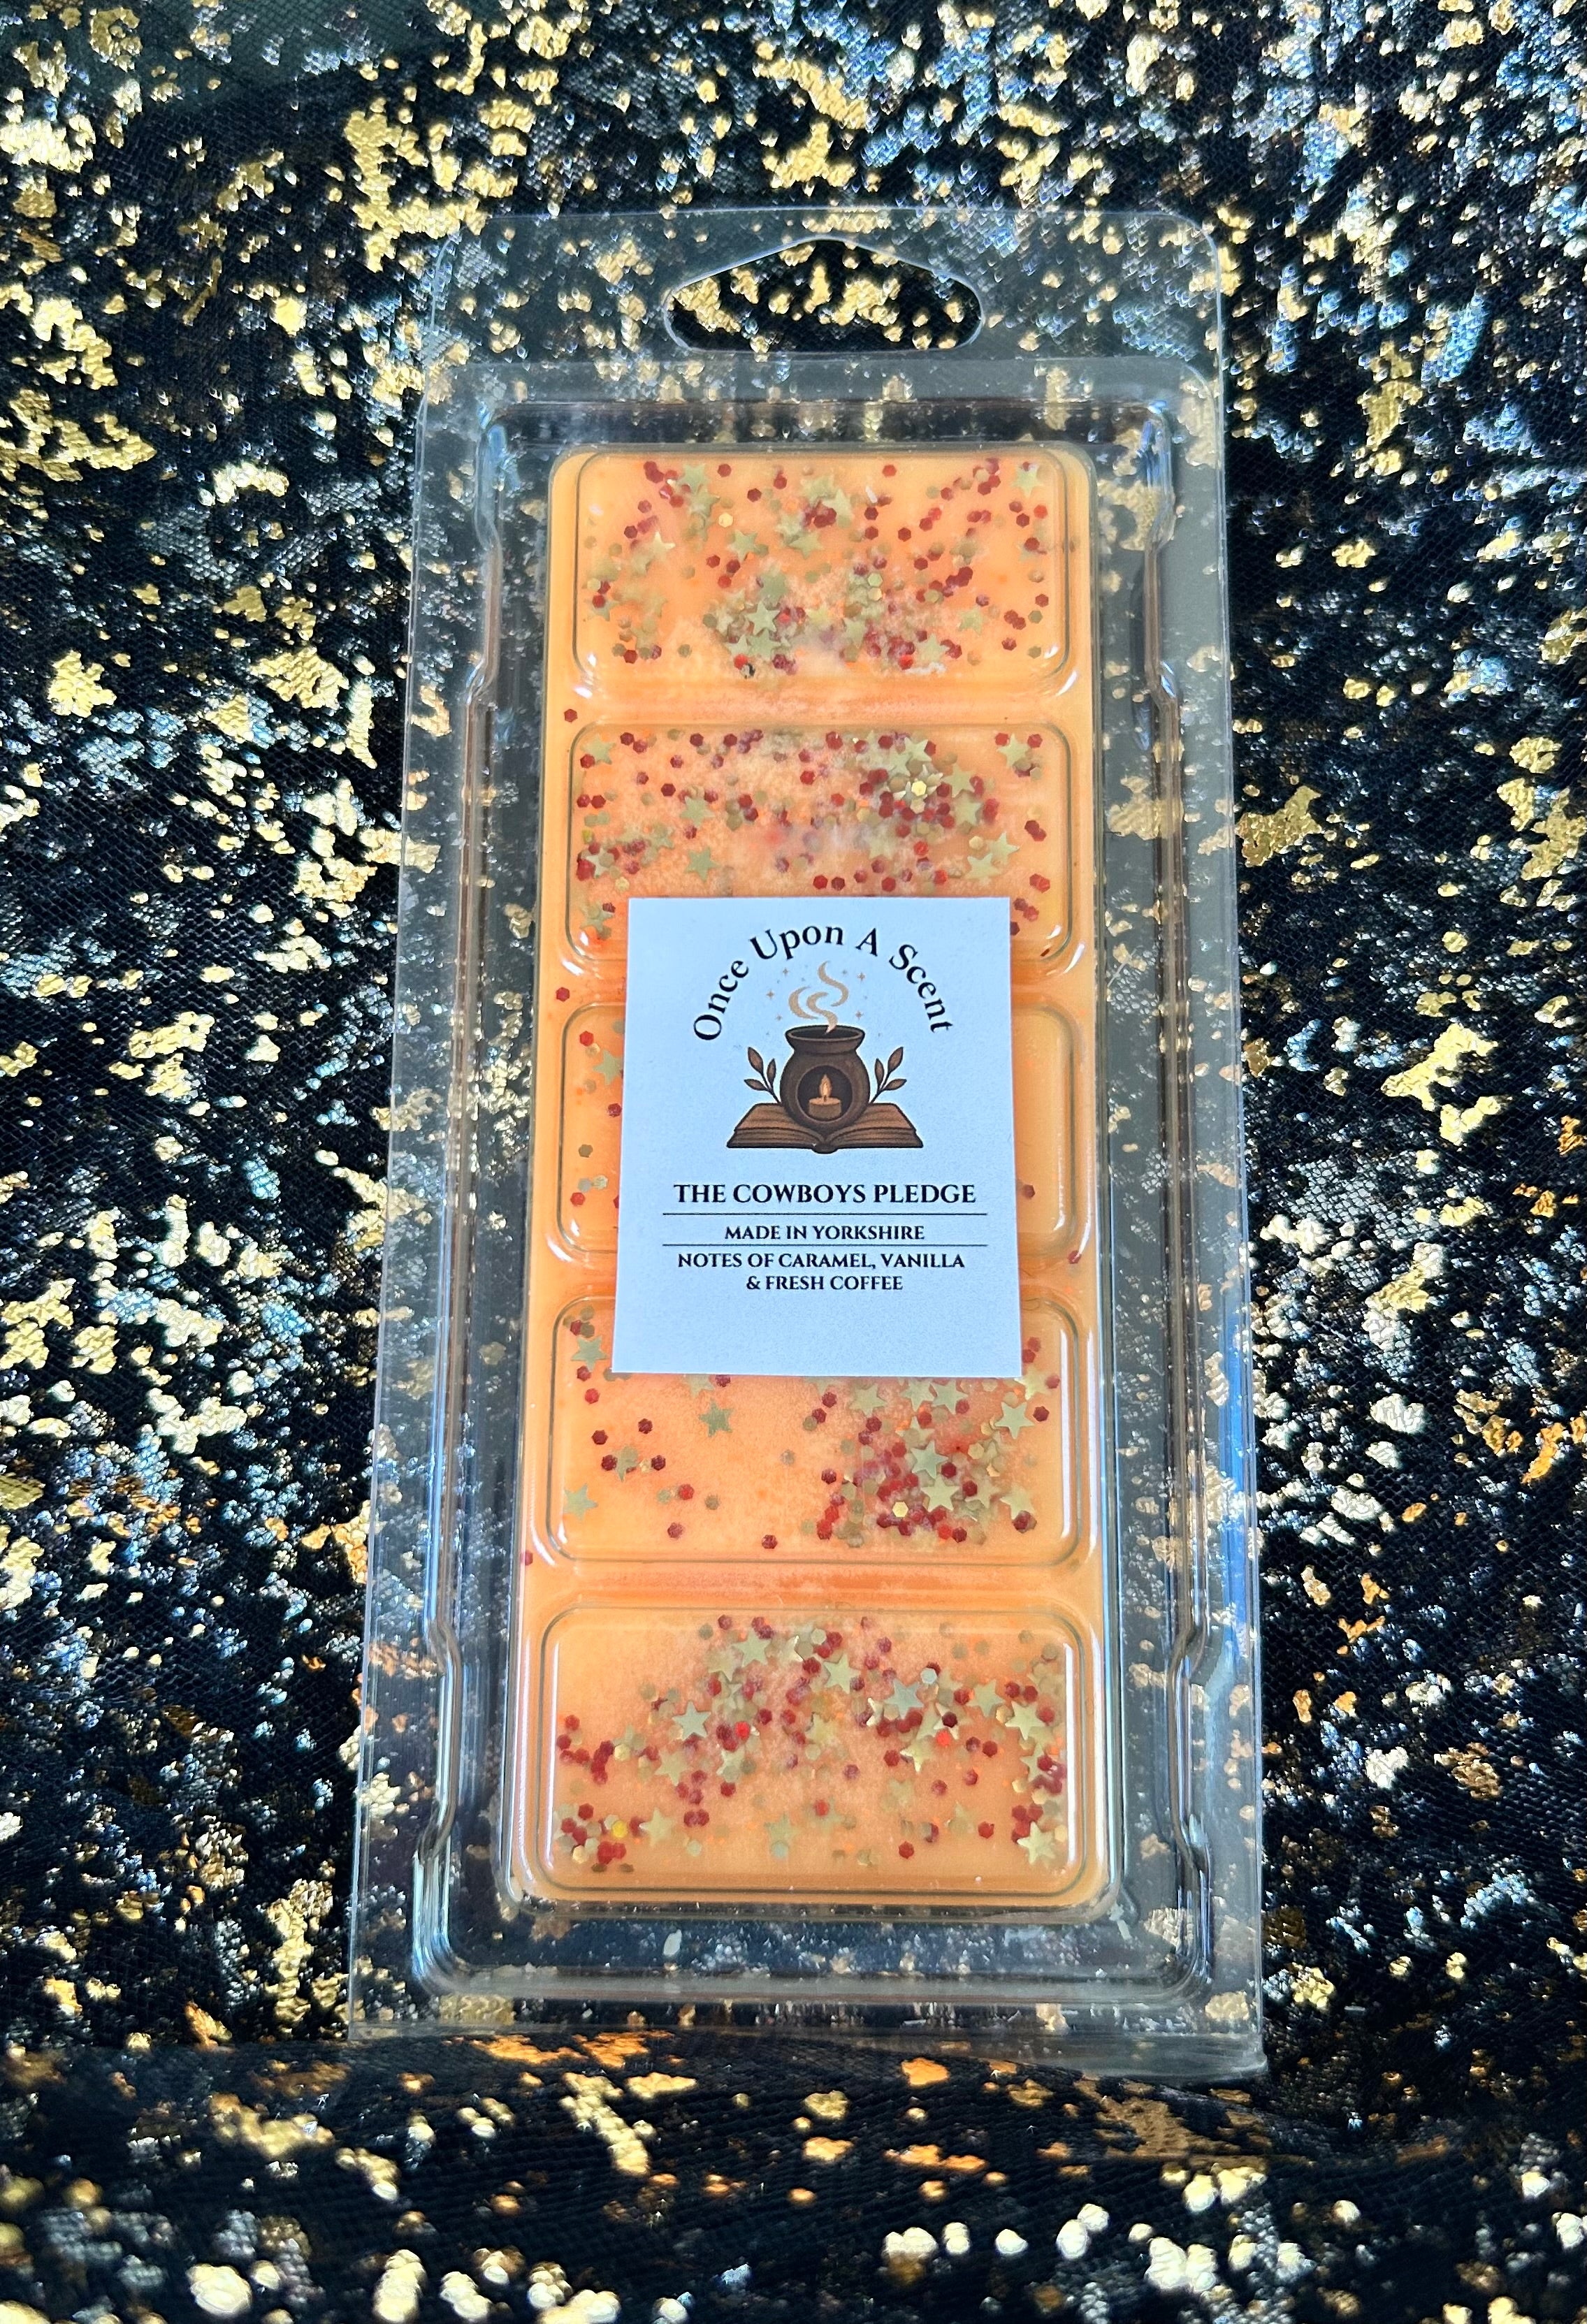 Once Upon A Scent
THE COWBOYS PLEDGE
MADE IN YORKSHIRE
NOTES OF CARAMEL, VANILLA
& FRESH COFFEE